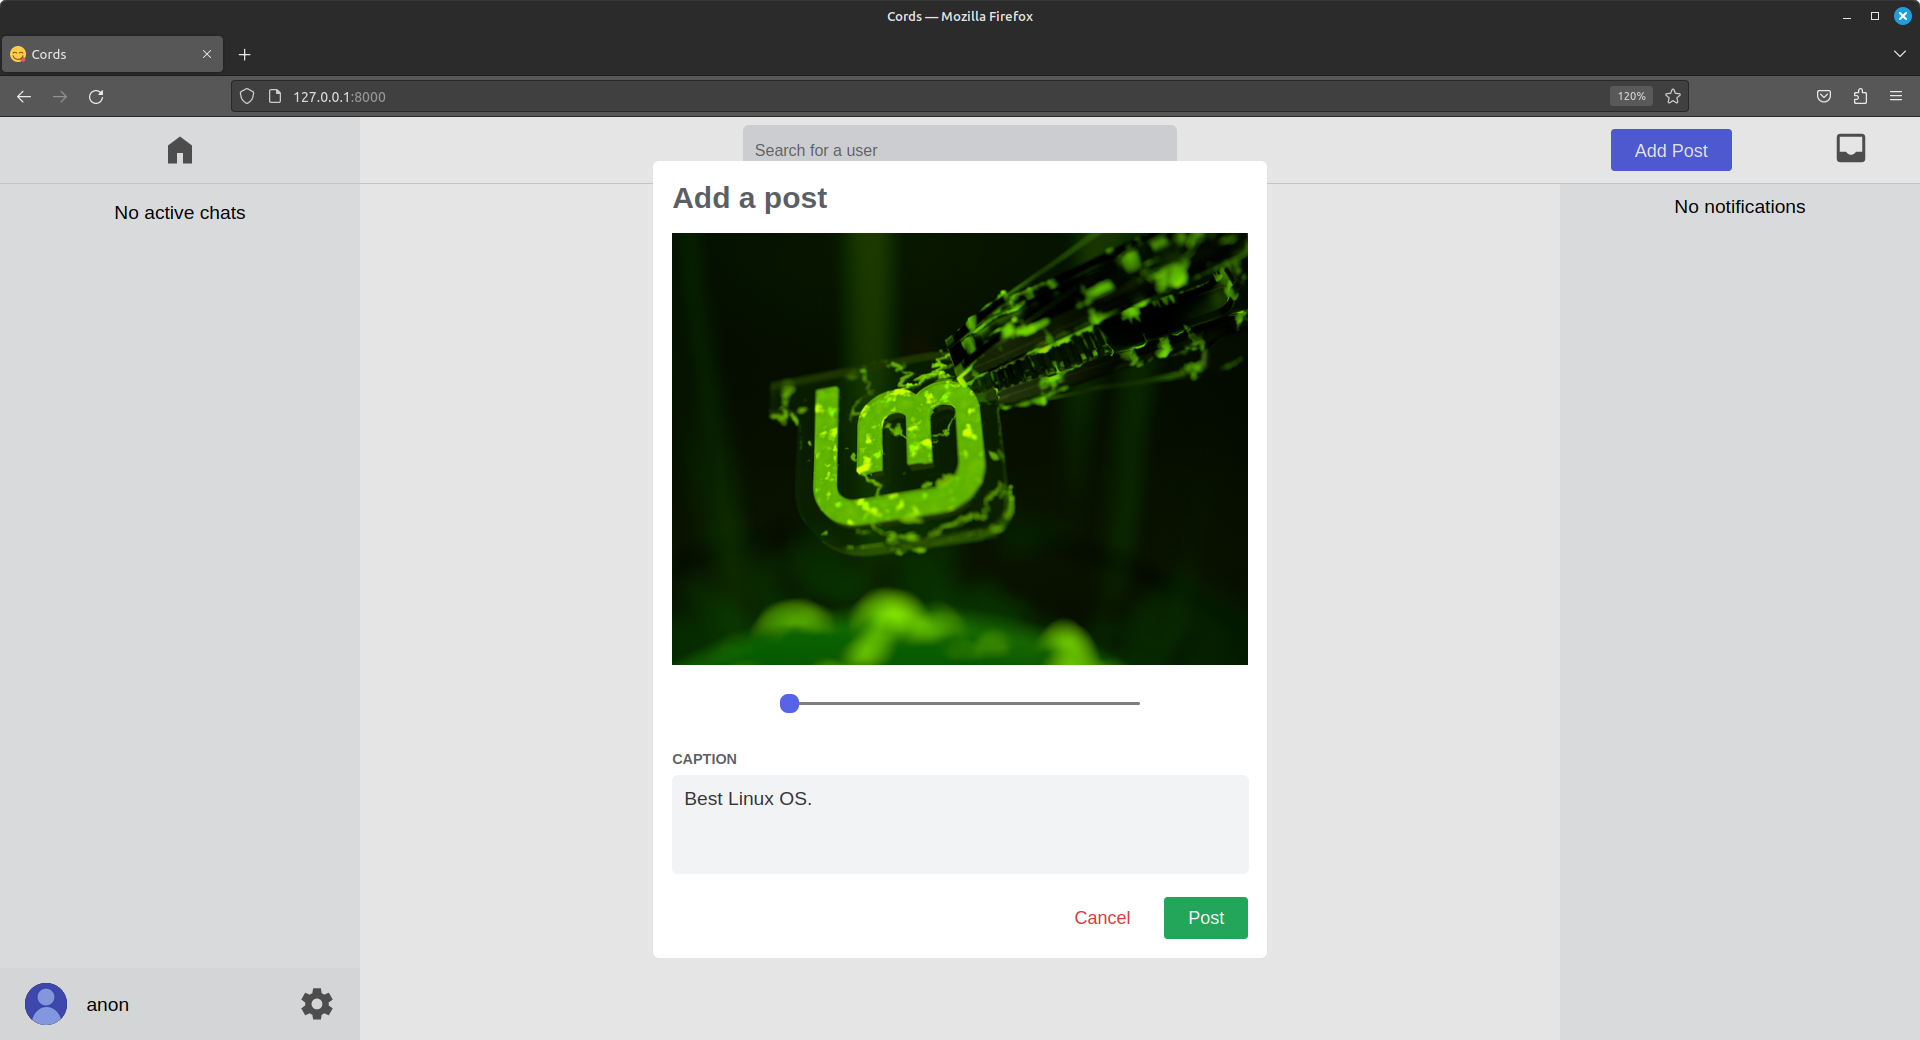 Cords — Mozilla Firefox
Cords
127.0.0.1:8000
120%
Search for a user
Add Post
No active chats
No notifications
Add a post
CAPTION
Best Linux OS.
Cancel
Post
anon